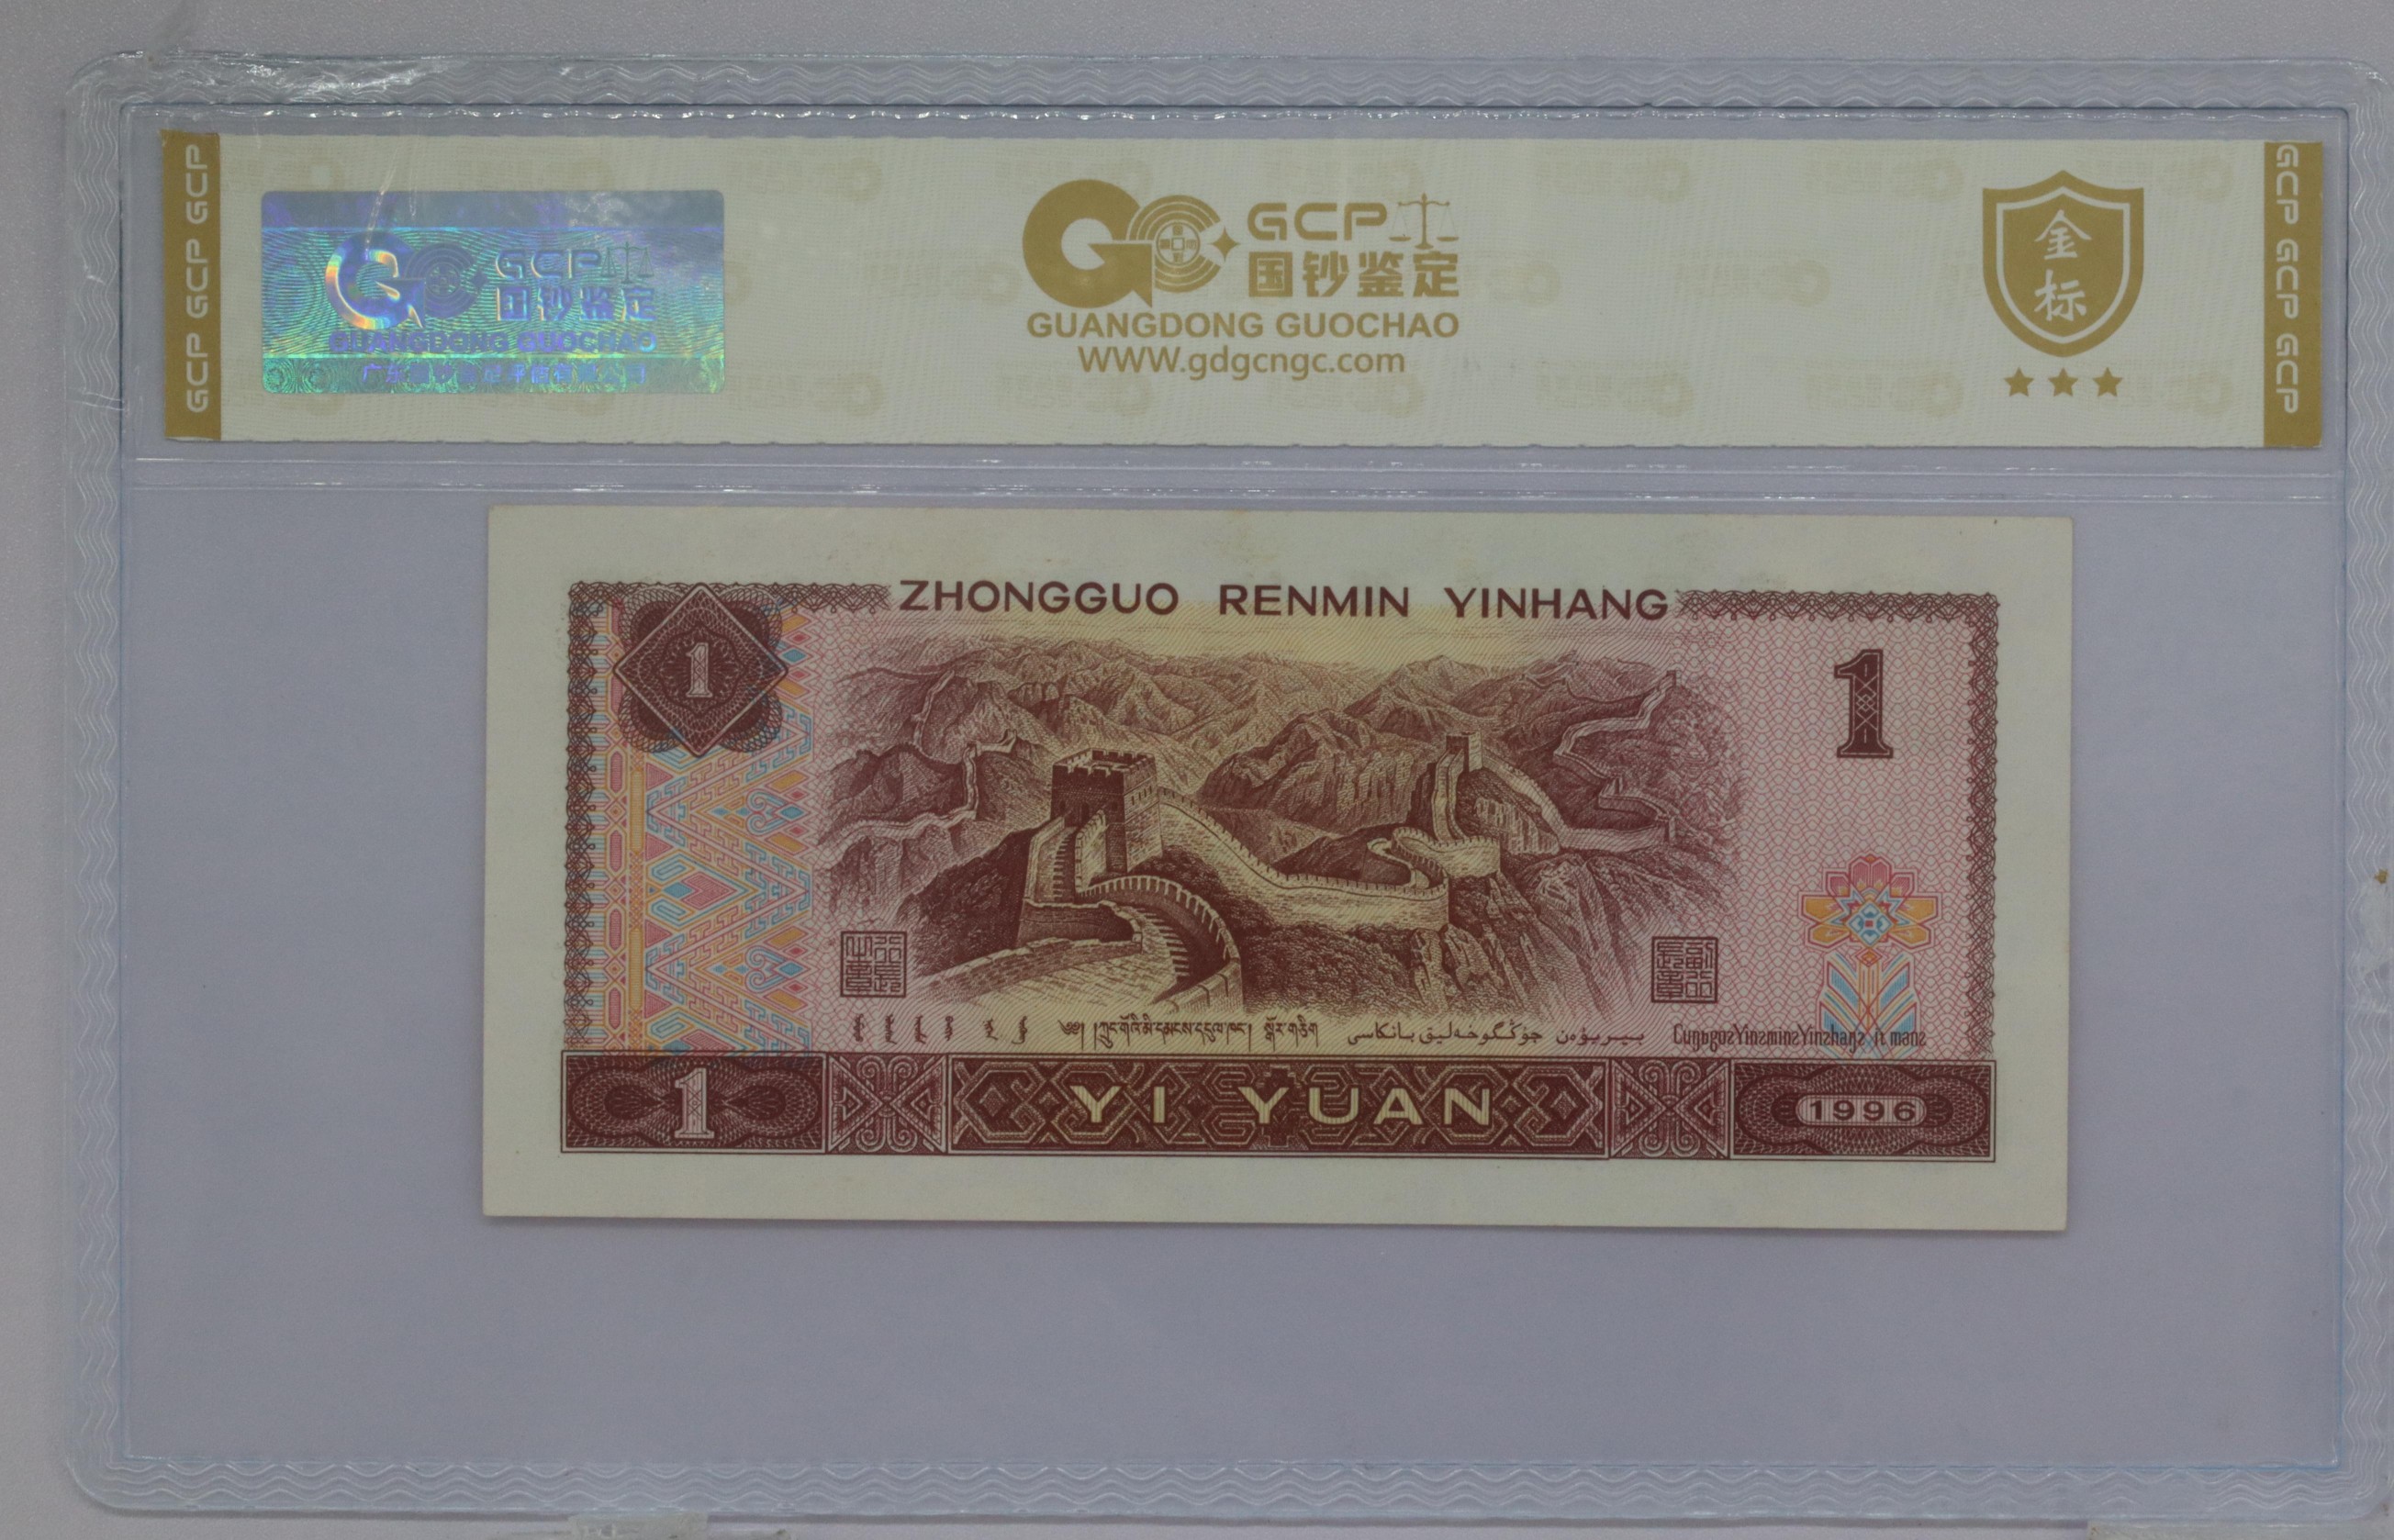 GCP GCP GCP
GCP
国钞鉴定
GUANGDONG GUOCHAO
GCP
国钞鉴定
GUANGDONG GUOCHAO
WWW.gdgcngc.com
金
标
GCP GCP GCP
ZHONGGUO RENMIN YINHANG
1
1
1
YI YUAN
1996